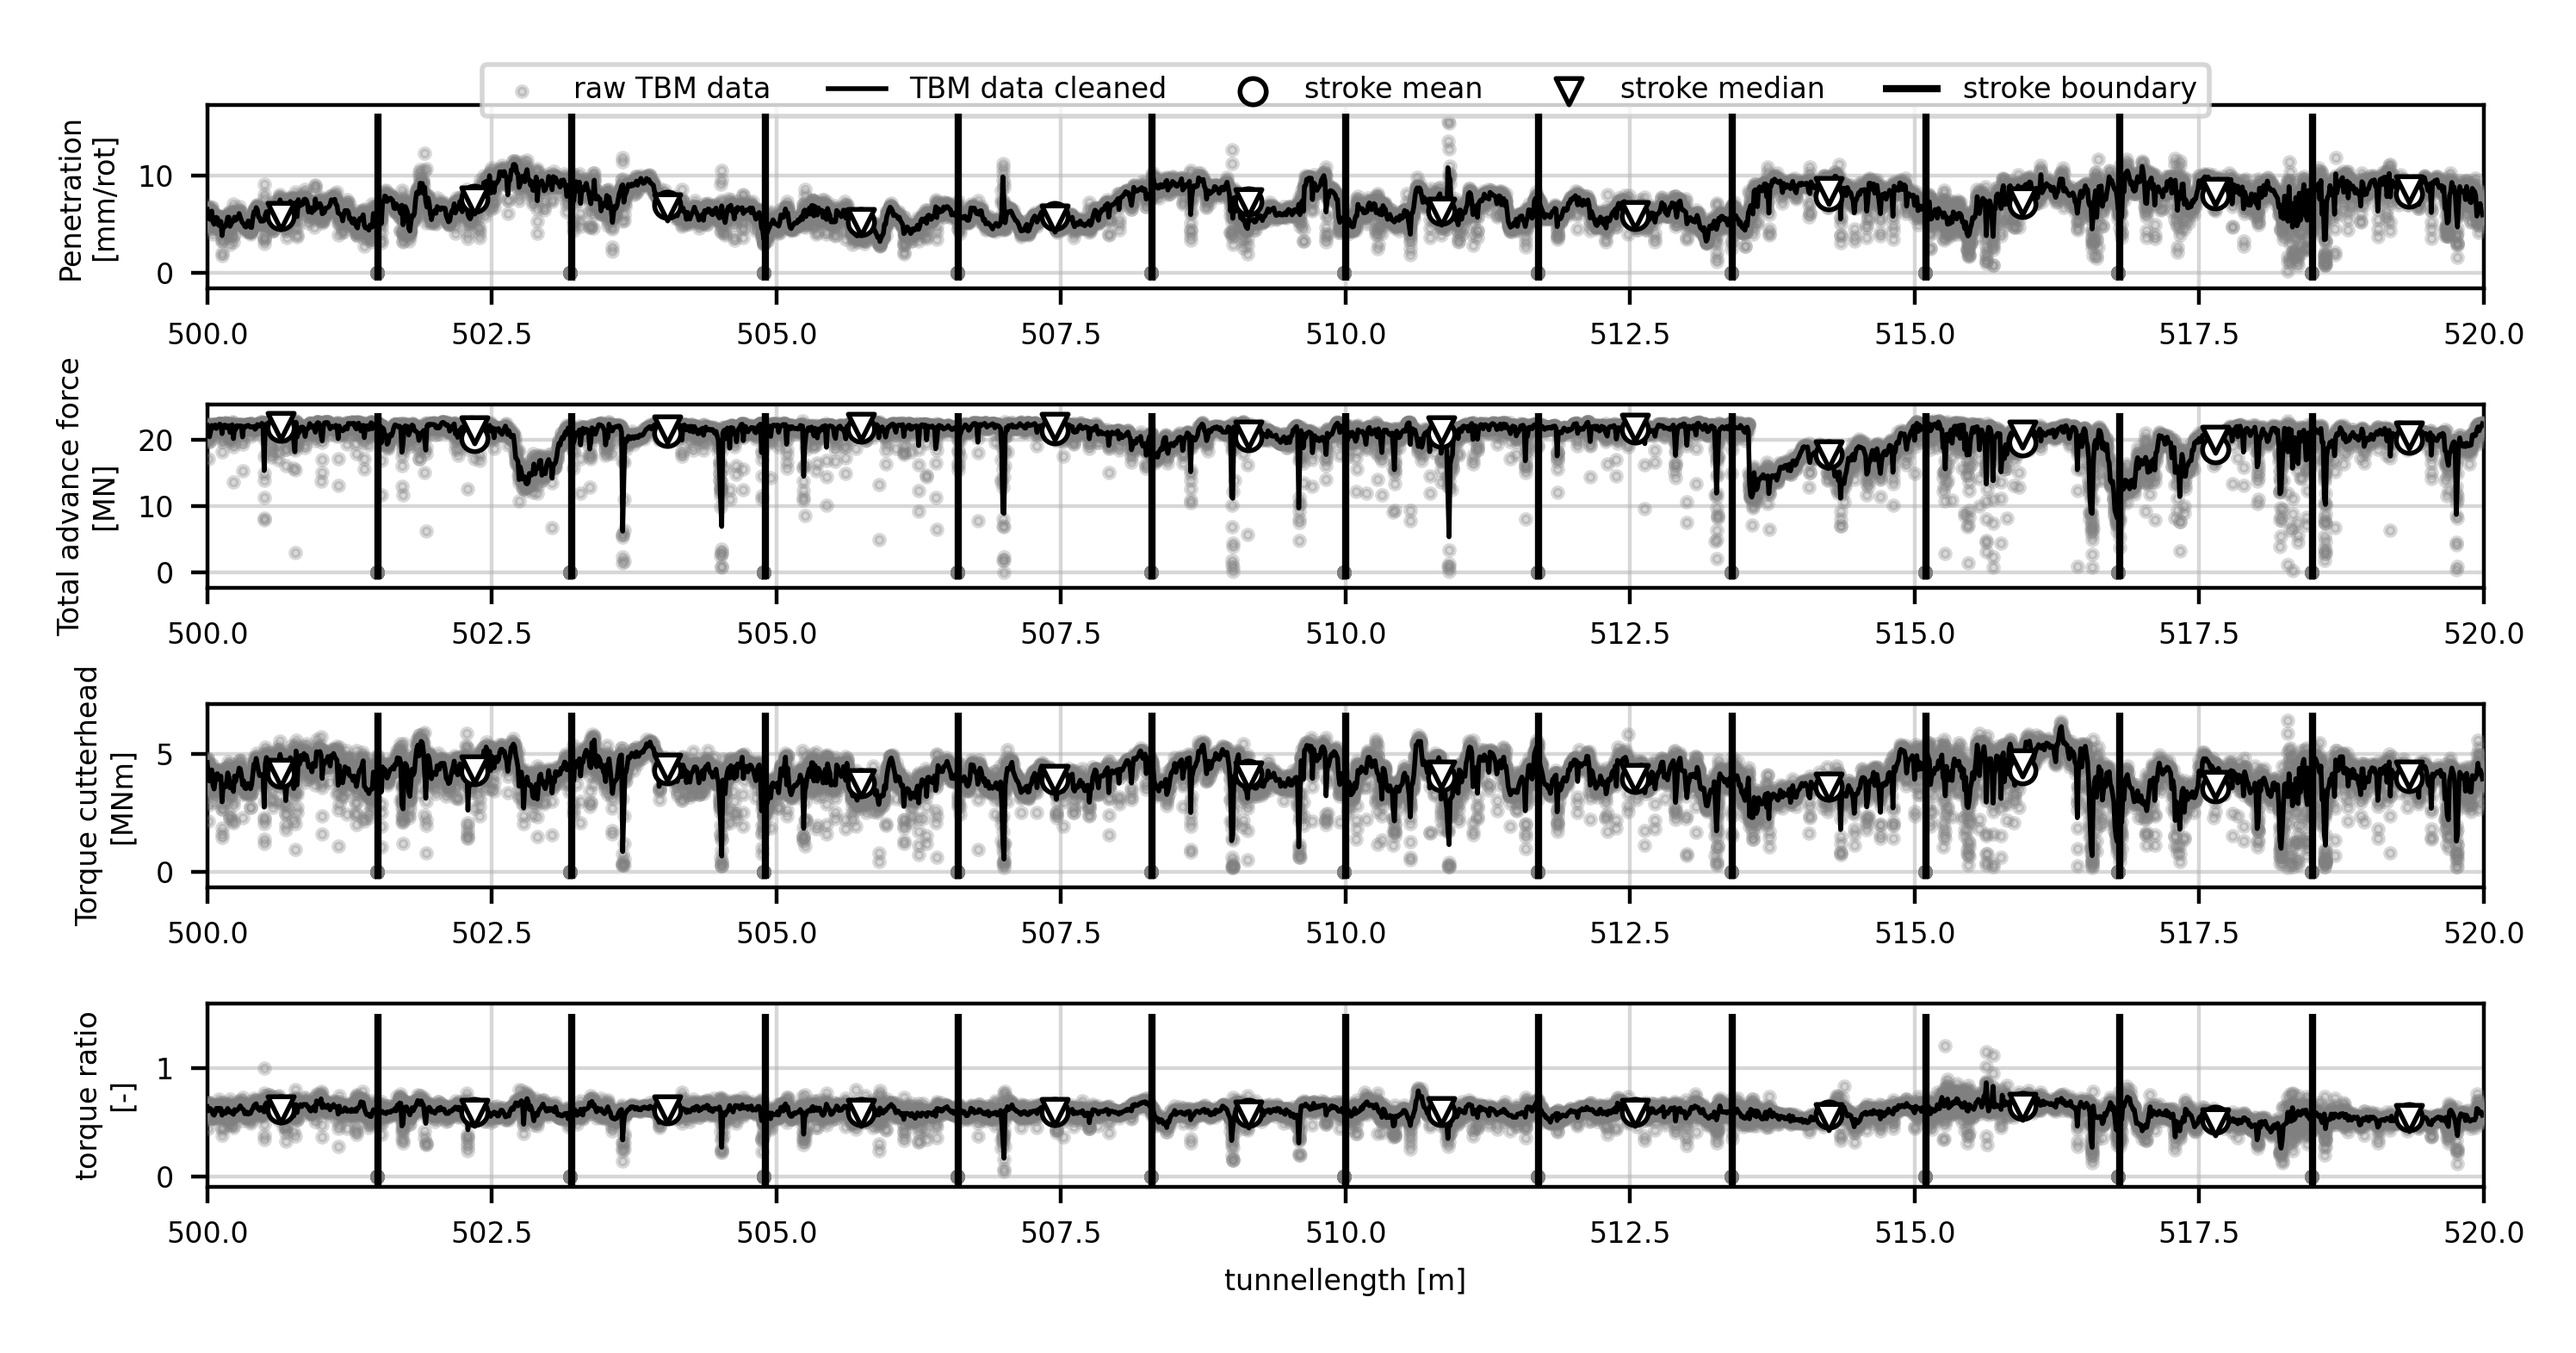 raw TBM data TBM data cleaned stroke mean stroke median stroke boundary
Penetration
[mm/rot]
10
0
500.0 502.5 505.0 507.5 510.0 512.5 515.0 517.5 520.0
Total advance force
[MN]
20
10
0
500.0 502.5 505.0 507.5 510.0 512.5 515.0 517.5 520.0
Torque cutterhead
[MNm]
5
0
500.0 502.5 505.0 507.5 510.0 512.5 515.0 517.5 520.0
torque ratio
[-]
1
0
500.0 502.5 505.0 507.5 510.0 512.5 515.0 517.5 520.0
tunnellength [m]